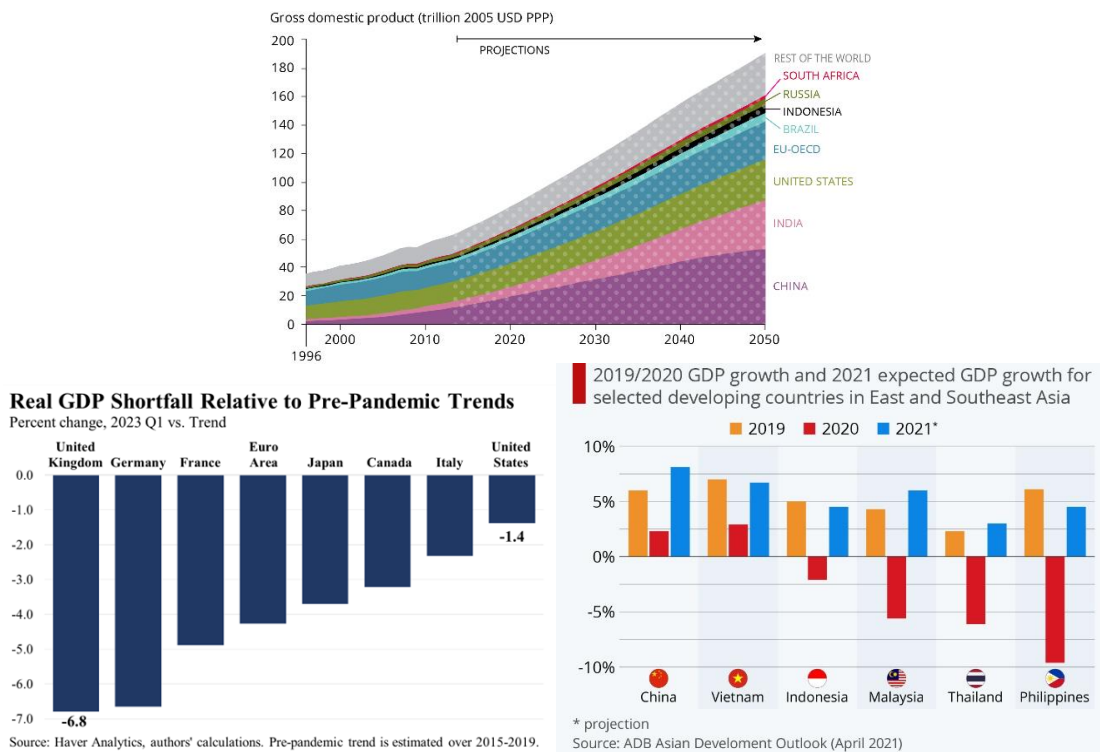 Gross domestic product (trillion 2005 USD PPP)
200
180
160
140
120
100
80
60
40
20
0
PROJECTIONS
REST OF THE WORLD
SOUTH AFRICA
RUSSIA
INDONESIA
BRAZIL
EU-OECD
UNITED STATES
INDIA
CHINA
2000 2010 2020 2030 2040 2050
1996
Real GDP Shortfall Relative to Pre-Pandemic Trends
Percent change, 2023 Q1 vs. Trend
United Kingdom
Germany
France
Euro Area
Japan
Canada
Italy
United States
0.0
-1.0
-2.0
-3.0
-4.0
-5.0
-6.0
-7.0
-6.8
-1.4
Source: Haver Analytics, authors' calculations. Pre-pandemic trend is estimated over 2015-2019.
2019/2020 GDP growth and 2021 expected GDP growth for
selected developing countries in East and Southeast Asia
2019 2020 2021*
10%
5%
0%
-5%
-10%
China Vietnam Indonesia Malaysia Thailand Philippines
* projection
Source: ADB Asian Develoment Outlook (April 2021)